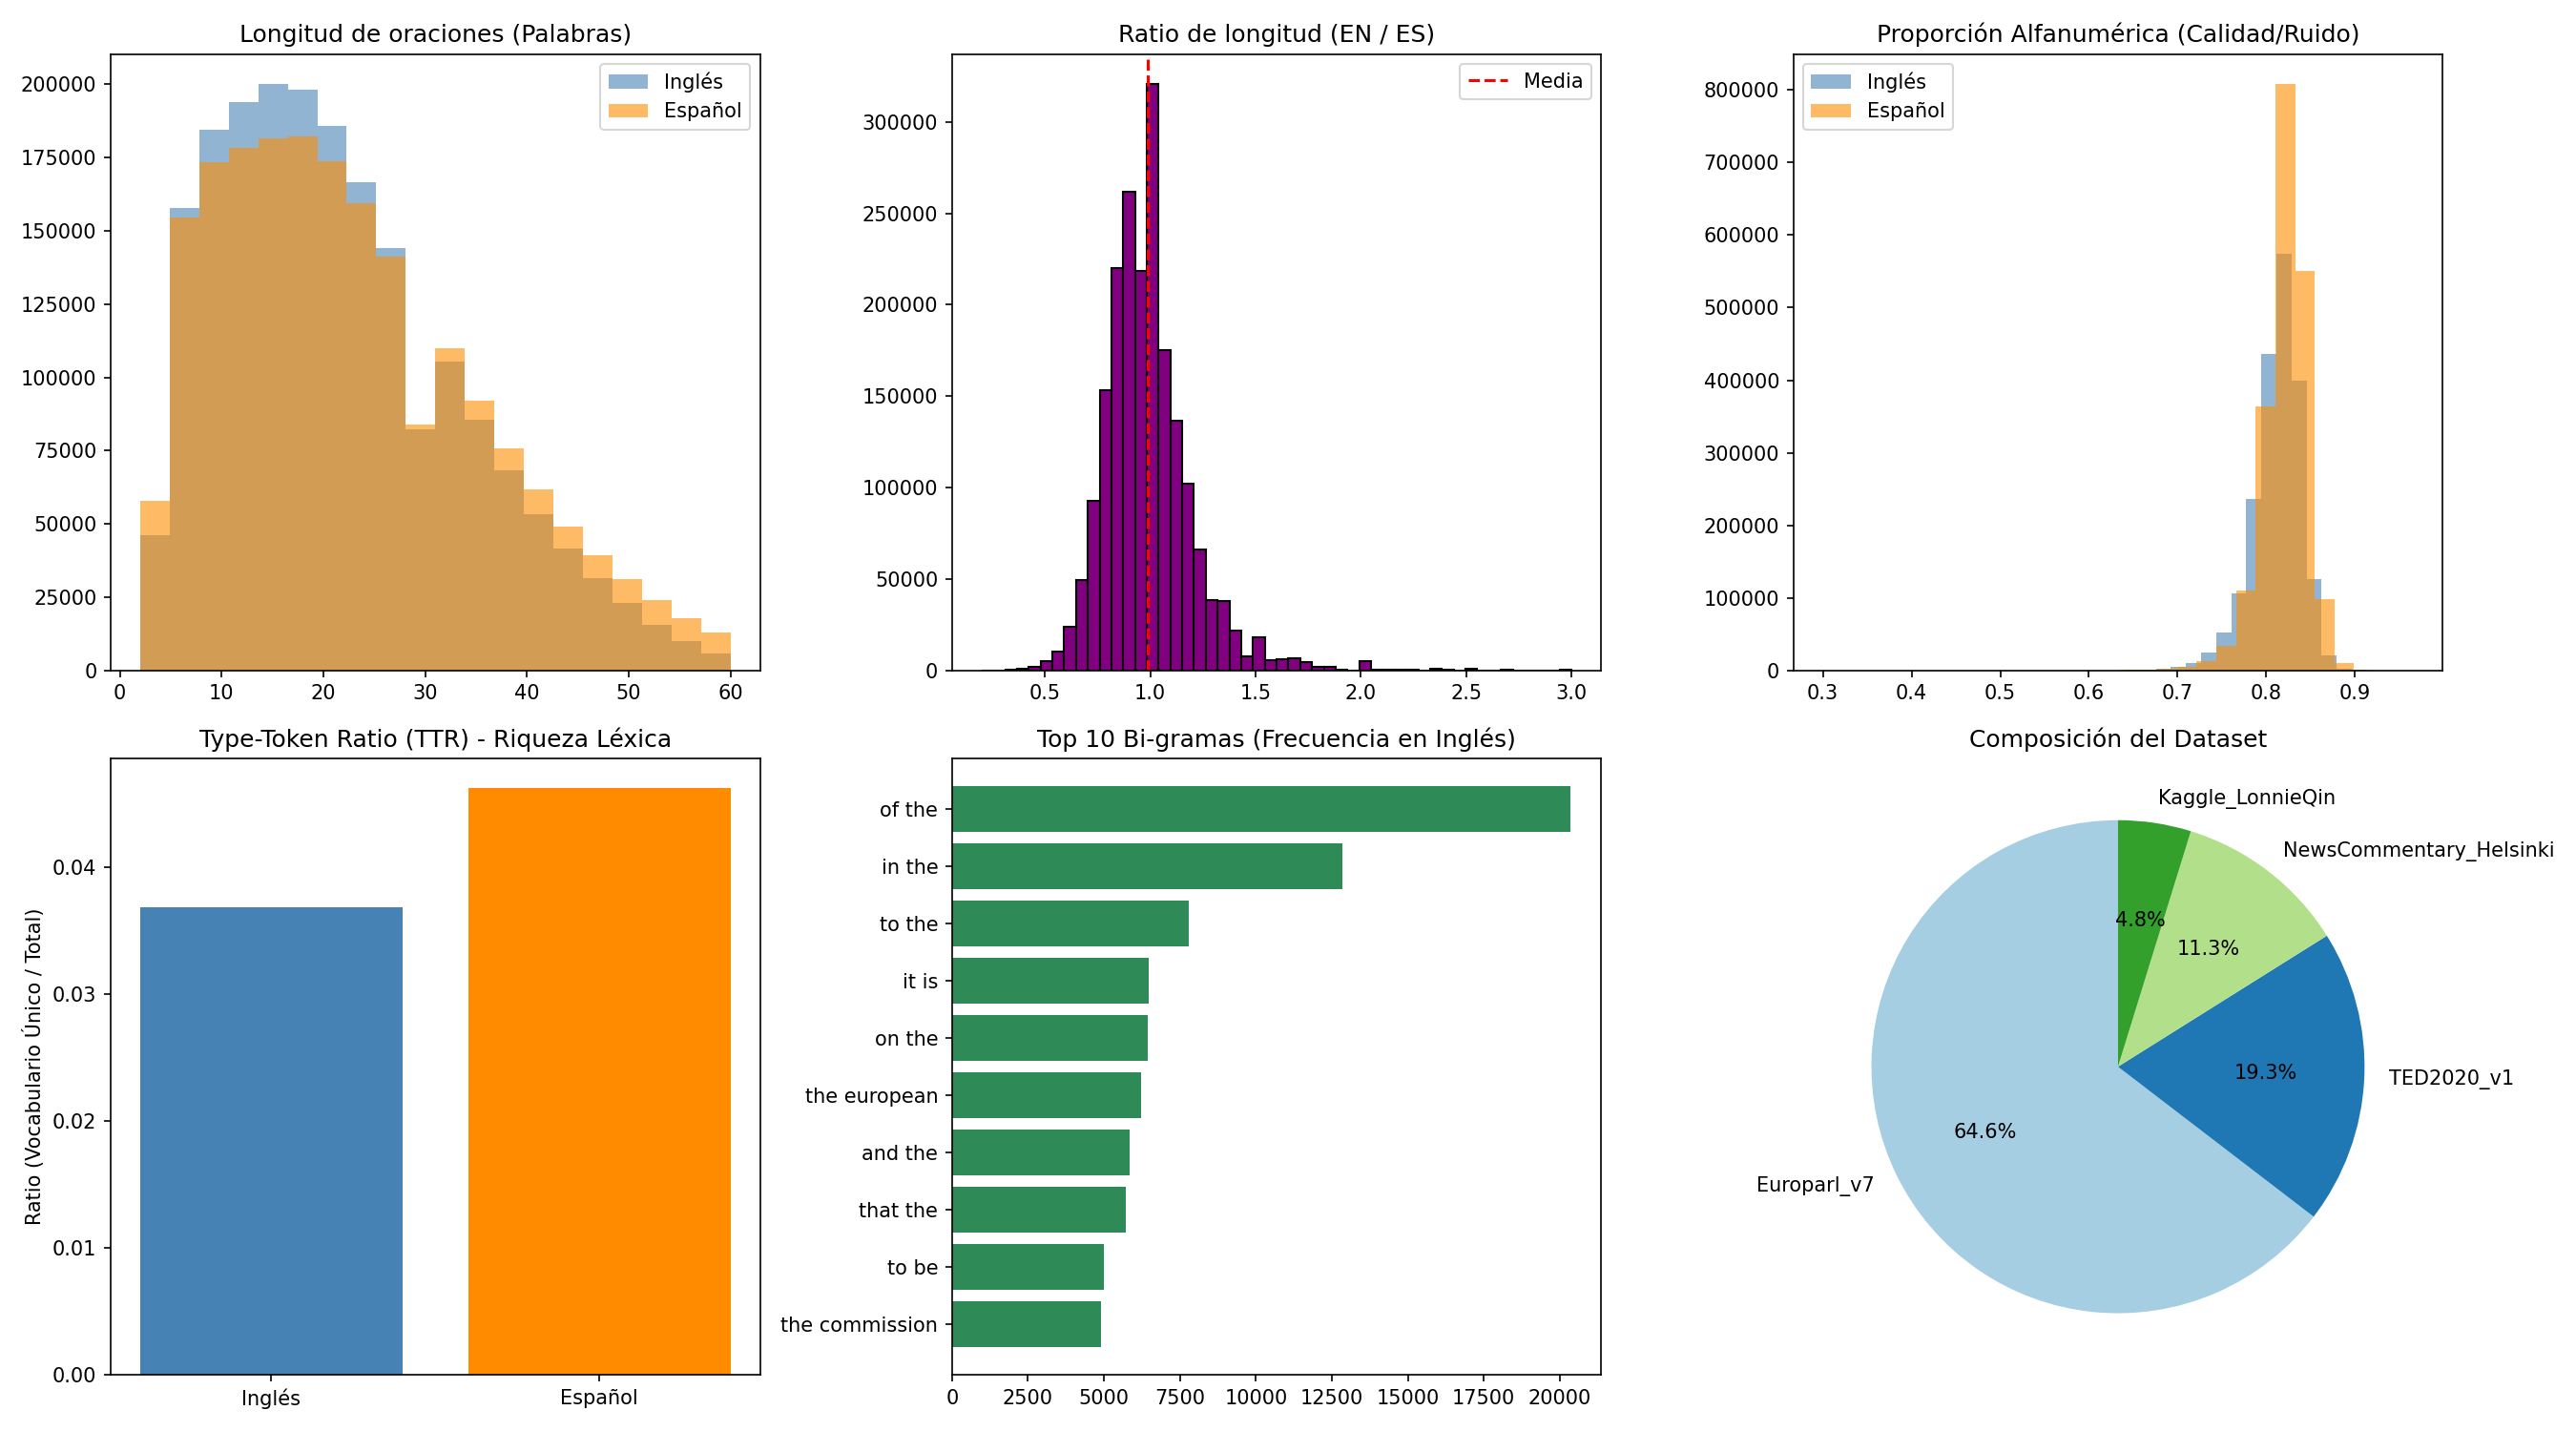 Longitud de oraciones (Palabras)
Inglés
Español
200000
175000
150000
125000
100000
75000
50000
25000
0
0 10 20 30 40 50 60
Ratio de longitud (EN / ES)
Media
300000
250000
200000
150000
100000
50000
0
0.5 1.0 1.5 2.0 2.5 3.0
Proporción Alfanumérica (Calidad/Ruido)
Inglés
Español
800000
700000
600000
500000
400000
300000
200000
100000
0
0.3 0.4 0.5 0.6 0.7 0.8 0.9
Type-Token Ratio (TTR) - Riqueza Léxica
Ratio (Vocabulario Único / Total)
0.04
0.03
0.02
0.01
0.00
Inglés Español
Top 10 Bi-gramas (Frecuencia en Inglés)
of the
in the
to the
it is
on the
the european
and the
that the
to be
the commission
0 2500 5000 7500 10000 12500 15000 17500 20000
Composición del Dataset
Kaggle_LonnieQin
NewsCommentary_Helsinki
4.8%
11.3%
19.3%
TED2020_v1
64.6%
Europarl_v7